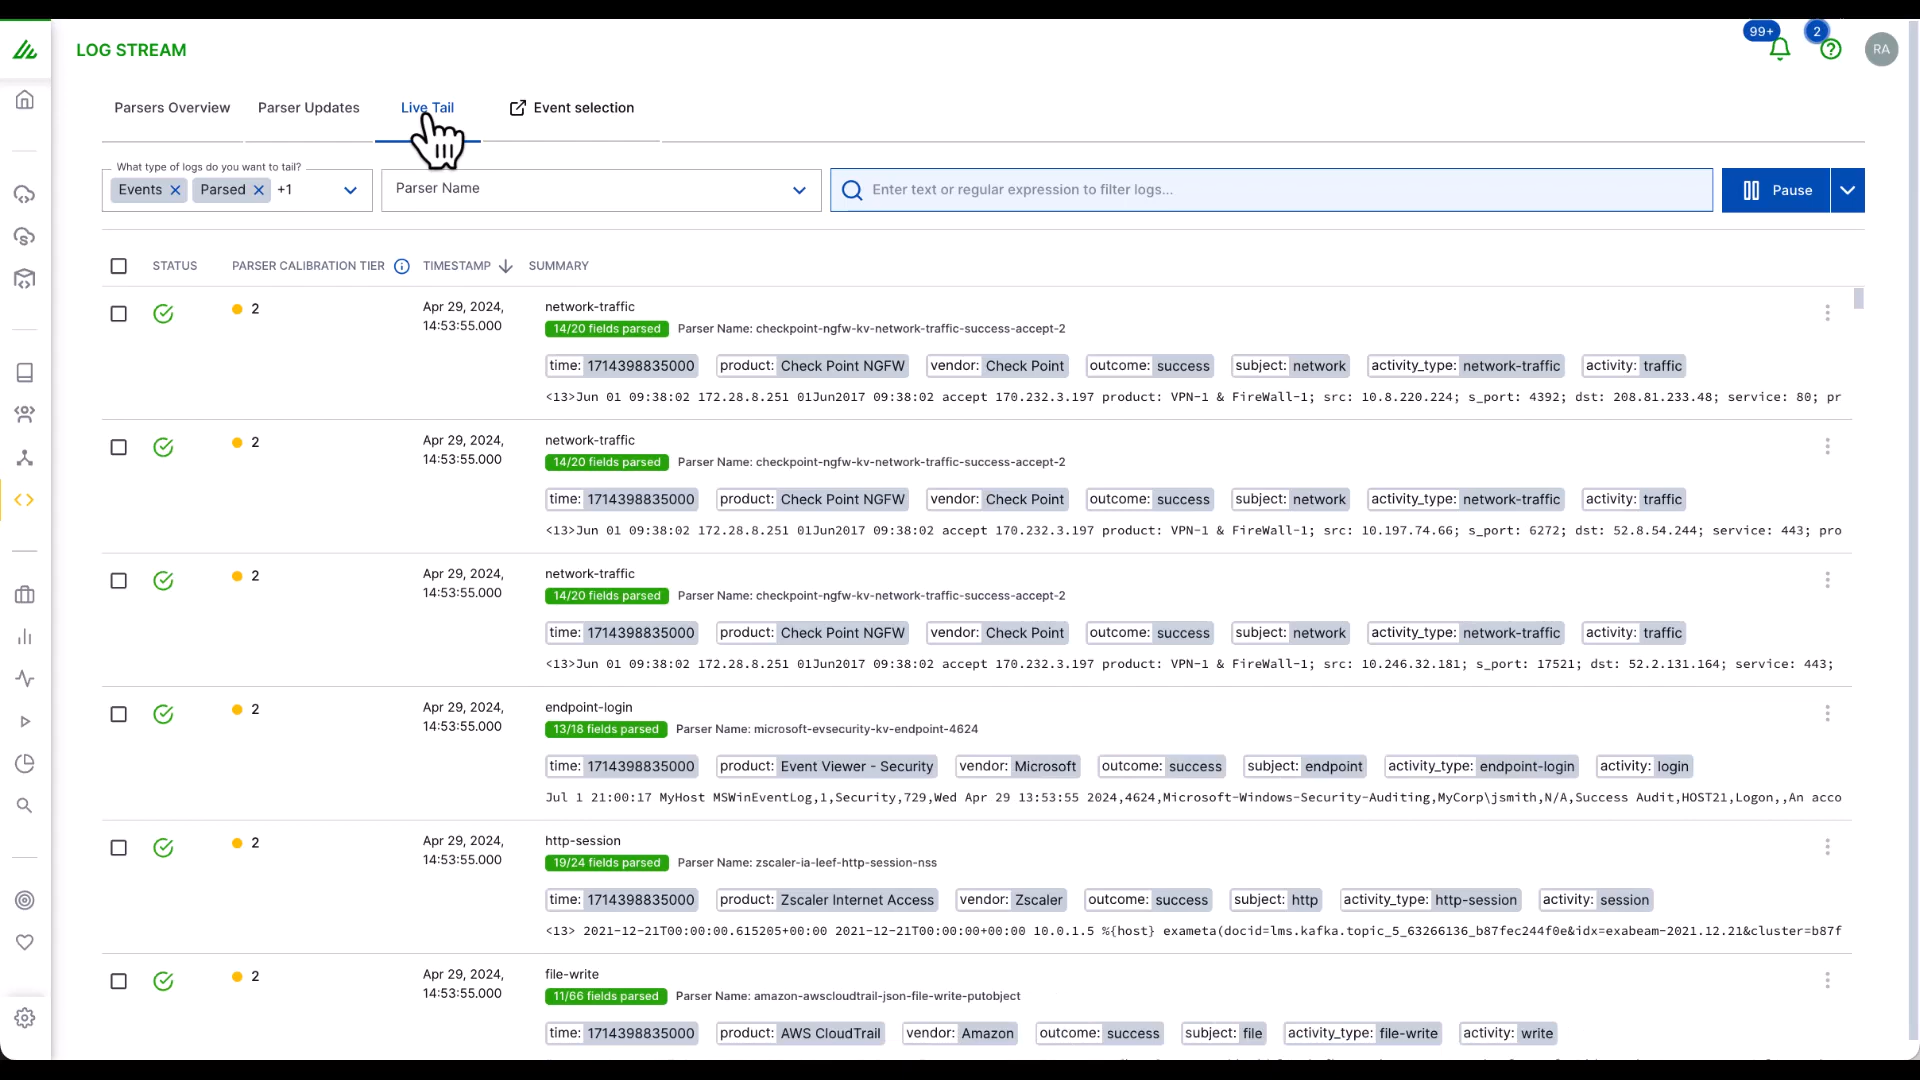 LOG STREAM
99+
2
RA
Parsers Overview
Parser Updates
Live Tail
Event selection
What type of logs do you want to tail?
Events
Parsed
+1
Parser Name
Enter text or regular expression to filter logs...
Pause
STATUS PARSER CALIBRATION TIER TIMESTAMP SUMMARY
2 Apr 29, 2024, network-traffic
14:53:55.000 14/20 fields parsed Parser Name: checkpoint-ngfw-kv-network-traffic-success-accept-2
time: 1714398835000 product: Check Point NGFW vendor: Check Point outcome: success subject: network activity_type: network-traffic activity: traffic
<13>Jun 01 09:38:02 172.28.8.251 01Jun2017 09:38:02 accept 170.232.3.197 product: VPN-1 & FireWall-1; src: 10.8.220.224; s_port: 4392; dst: 208.81.233.48; service: 80; pr
2 Apr 29, 2024, network-traffic
14:53:55.000 14/20 fields parsed Parser Name: checkpoint-ngfw-kv-network-traffic-success-accept-2
time: 1714398835000 product: Check Point NGFW vendor: Check Point outcome: success subject: network activity_type: network-traffic activity: traffic
<13>Jun 01 09:38:02 172.28.8.251 01Jun2017 09:38:02 accept 170.232.3.197 product: VPN-1 & FireWall-1; src: 10.197.74.66; s_port: 6272; dst: 52.8.54.244; service: 443; pro
2 Apr 29, 2024, network-traffic
14:53:55.000 14/20 fields parsed Parser Name: checkpoint-ngfw-kv-network-traffic-success-accept-2
time: 1714398835000 product: Check Point NGFW vendor: Check Point outcome: success subject: network activity_type: network-traffic activity: traffic
<13>Jun 01 09:38:02 172.28.8.251 01Jun2017 09:38:02 accept 170.232.3.197 product: VPN-1 & FireWall-1; src: 10.246.32.181; s_port: 17521; dst: 52.2.131.164; service: 443;
2 Apr 29, 2024, endpoint-login
14:53:55.000 13/18 fields parsed Parser Name: microsoft-evsecurity-kv-endpoint-4624
time: 1714398835000 product: Event Viewer - Security vendor: Microsoft outcome: success subject: endpoint activity_type: endpoint-login activity: login
Jul 1 21:00:17 MyHost MSWinEventLog,1,Security,729,Wed Apr 29 13:53:55 2024,4624,Microsoft-Windows-Security-Auditing,MyCorp\jsmith,N/A,Success Audit,HOST21,Logon,,An acco
2 Apr 29, 2024, http-session
14:53:55.000 19/24 fields parsed Parser Name: zscaler-ia-leef-http-session-nss
time: 1714398835000 product: Zscaler Internet Access vendor: Zscaler outcome: success subject: http activity_type: http-session activity: session
<13> 2021-12-21T00:00:00.615205+00:00 2021-12-21T00:00:00+00:00 10.0.1.5 %{host} exameta(docid=lms.kafka.topic_5_63266136_b87fec244f0e&idx=exabeam-2021.12.21&cluster=b87f
2 Apr 29, 2024, file-write
14:53:55.000 11/66 fields parsed Parser Name: amazon-awscloudtrail-json-file-write-putobject
time: 1714398835000 product: AWS CloudTrail vendor: Amazon outcome: success subject: file activity_type: file-write activity: write